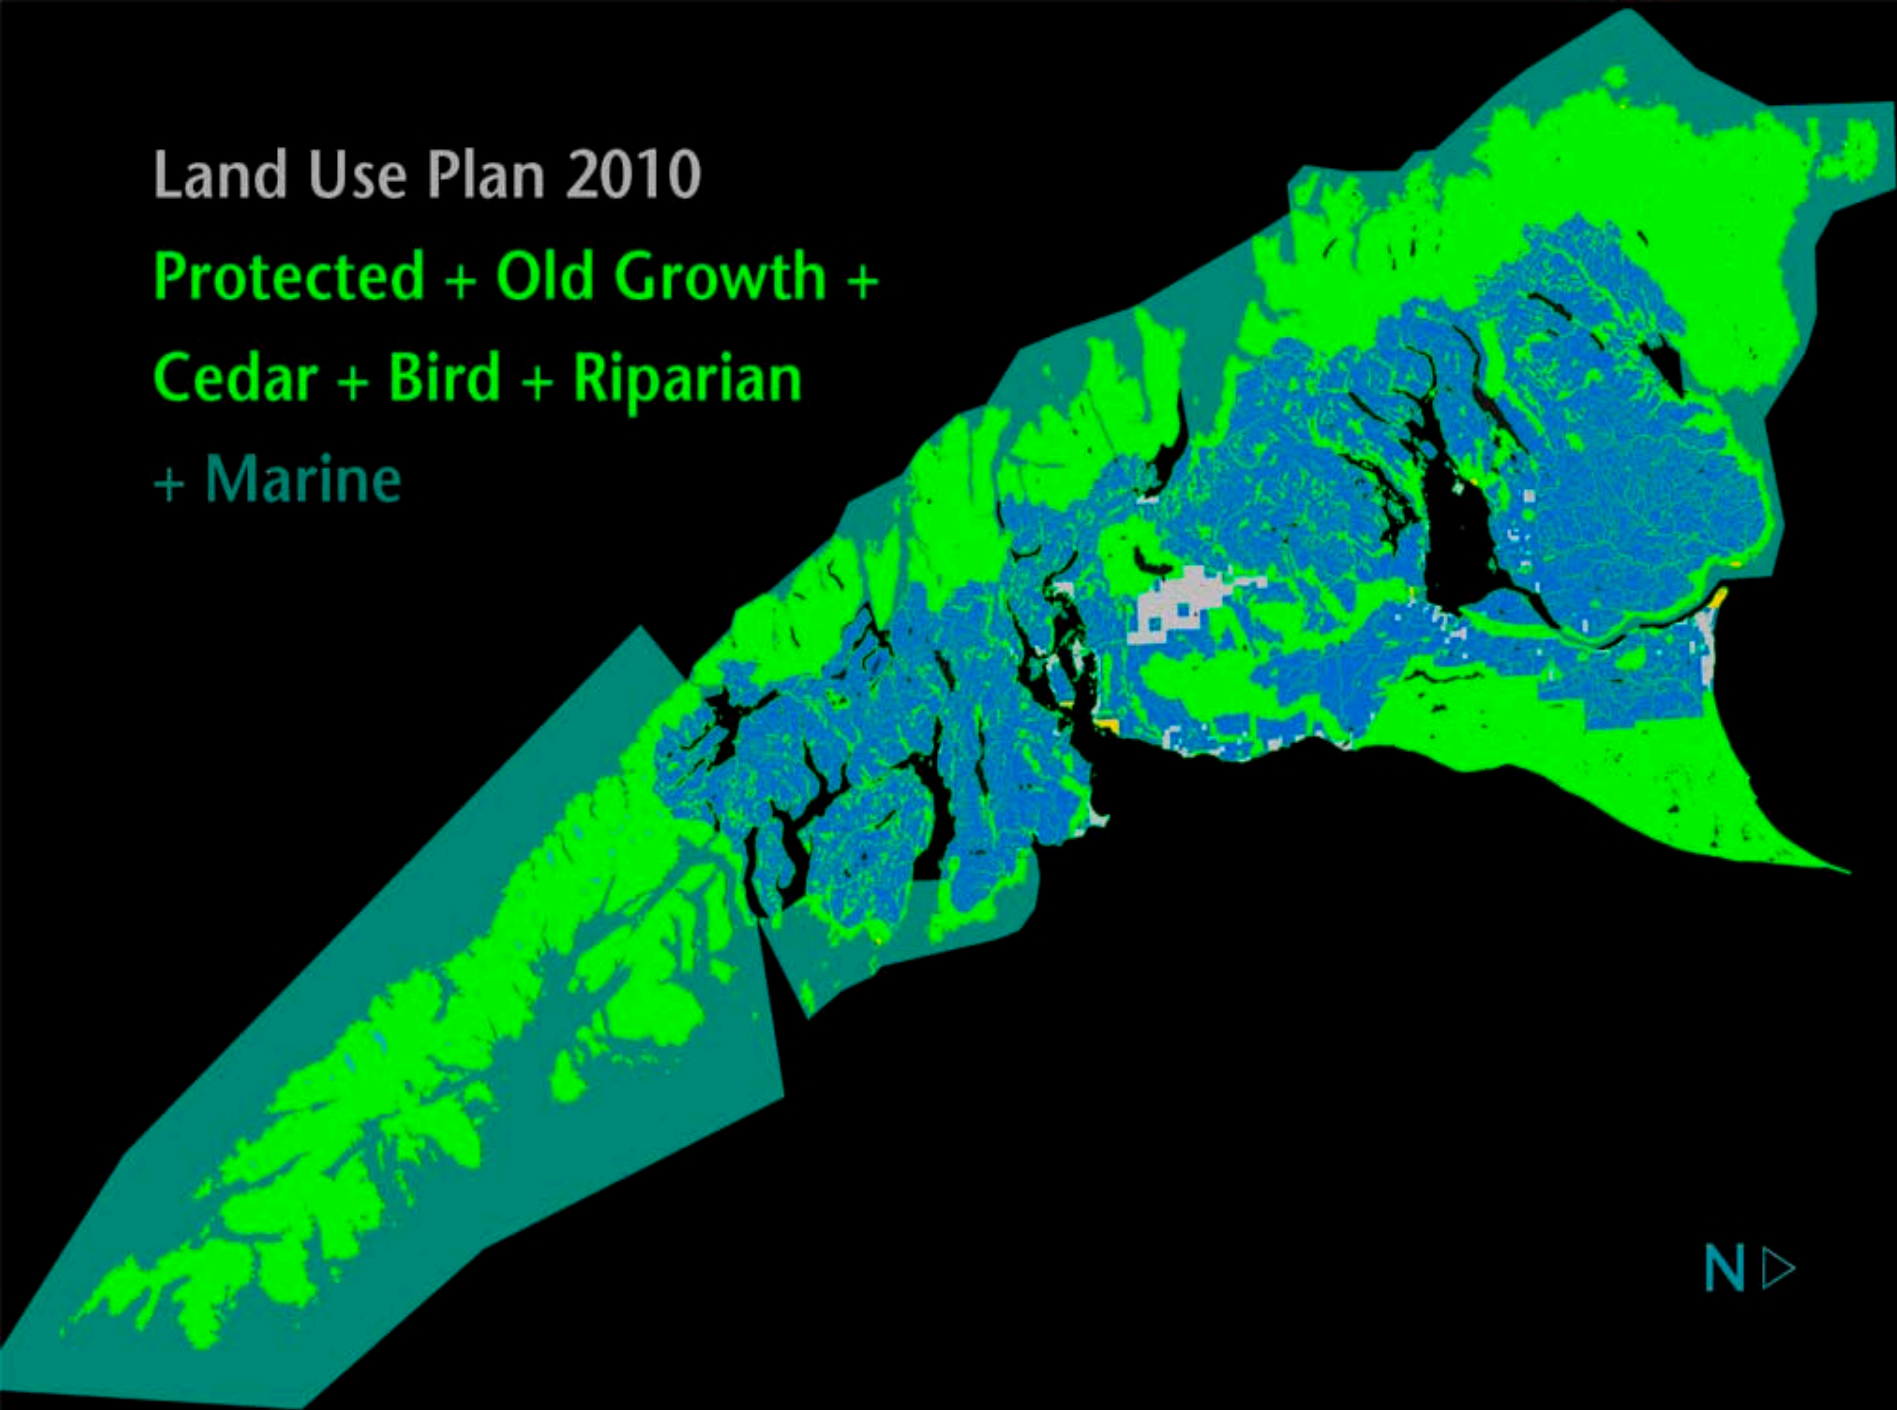 Land Use Plan 2010
Protected + Old Growth +
Cedar + Bird + Riparian
+ Marine
N